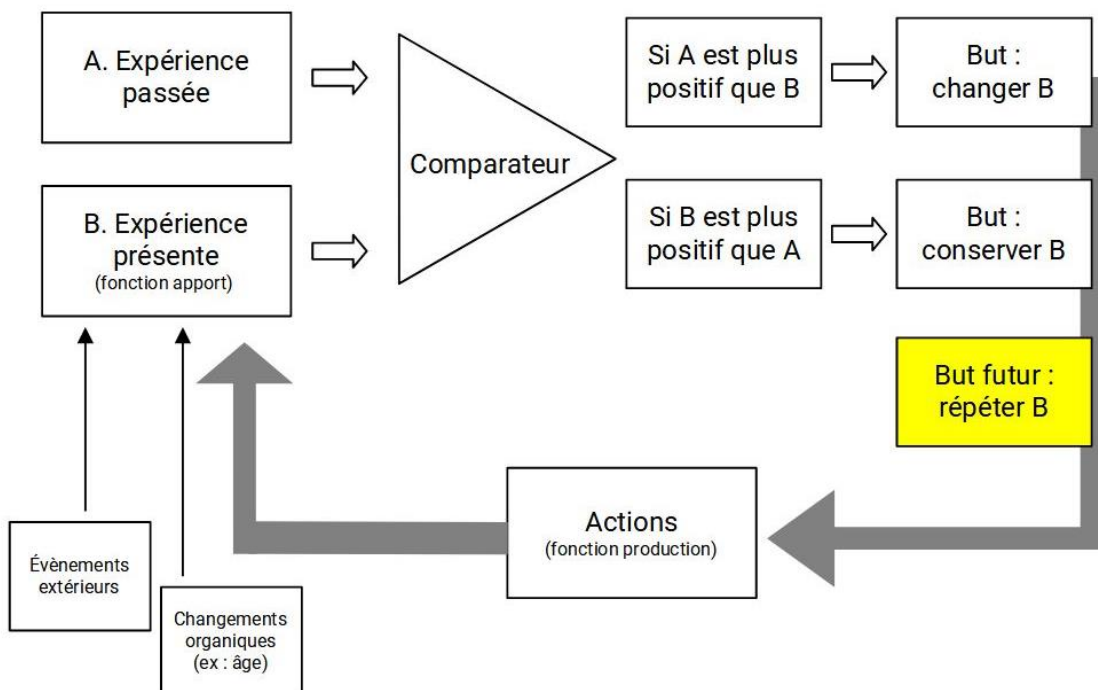 A. Expérience
passée
Comparateur
Si A est plus
positif que B
But :
changer B
B. Expérience
présente
(fonction apport)
Si B est plus
positif que A
But :
conserver B
But futur :
répéter B
Actions
(fonction production)
Évènements
extérieurs
Changements
organiques
(ex : âge)